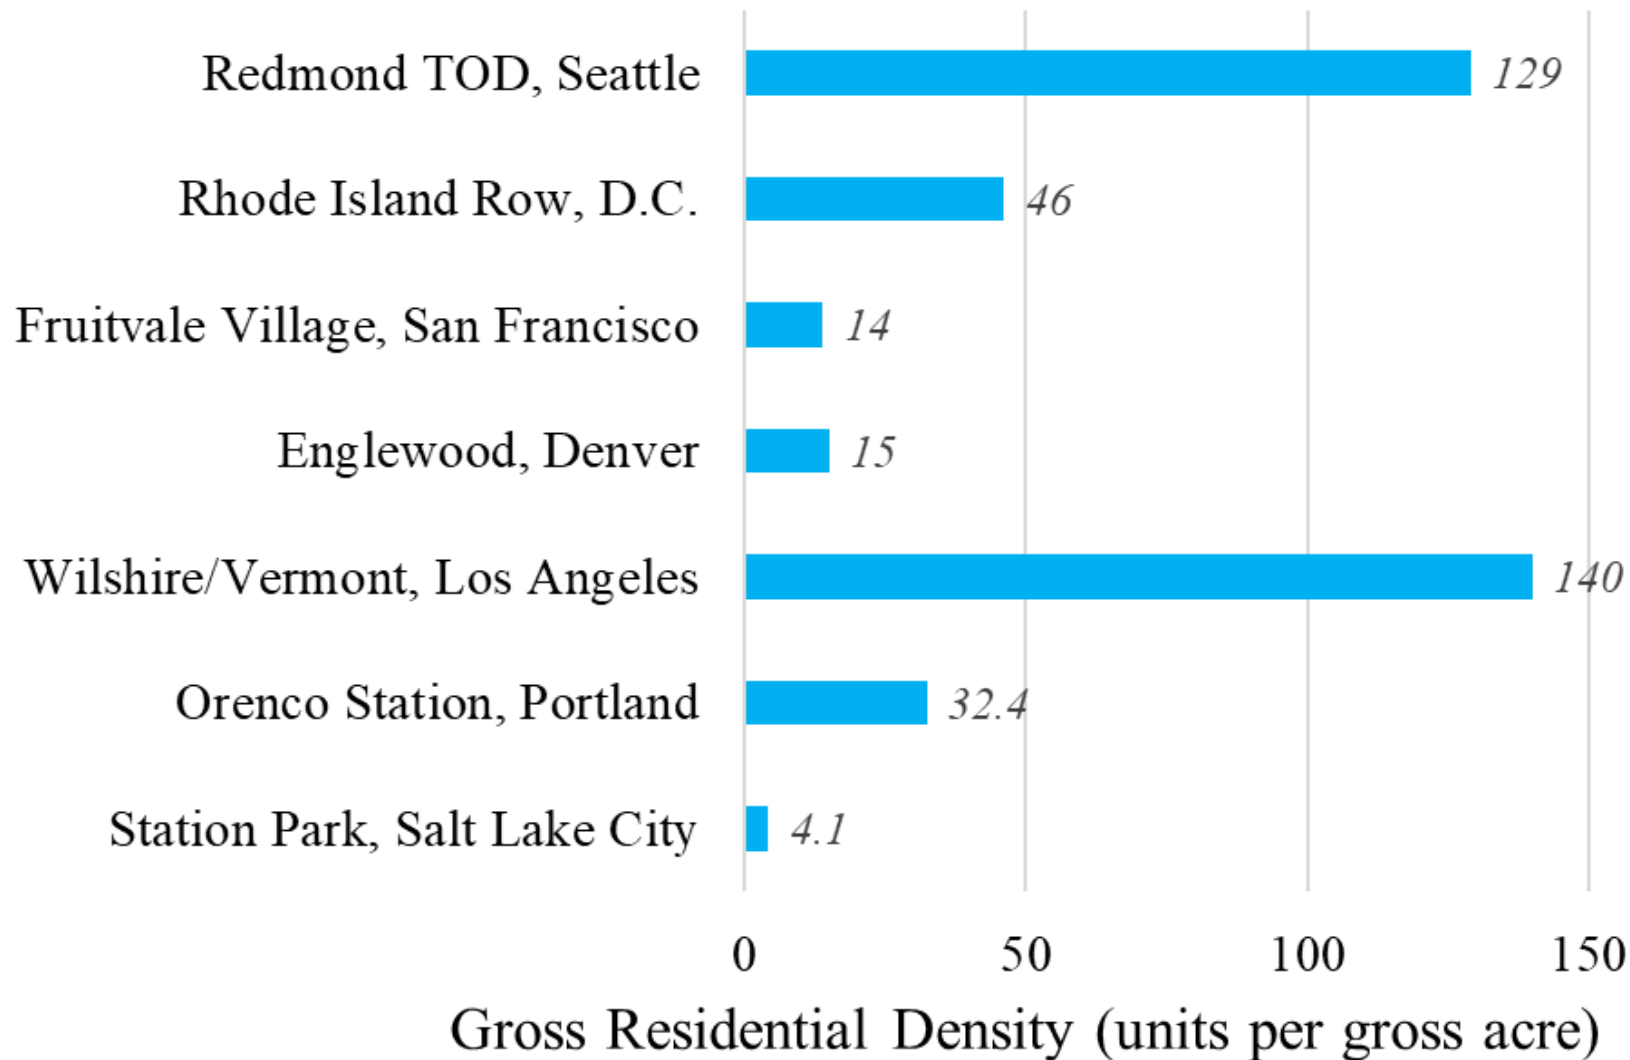 Redmond TOD, Seattle 129
Rhode Island Row, D.C. 46
Fruitvale Village, San Francisco 14
Englewood, Denver 15
Wilshire/Vermont, Los Angeles 140
Orenco Station, Portland 32.4
Station Park, Salt Lake City 4.1
0 50 100 150
Gross Residential Density (units per gross acre)